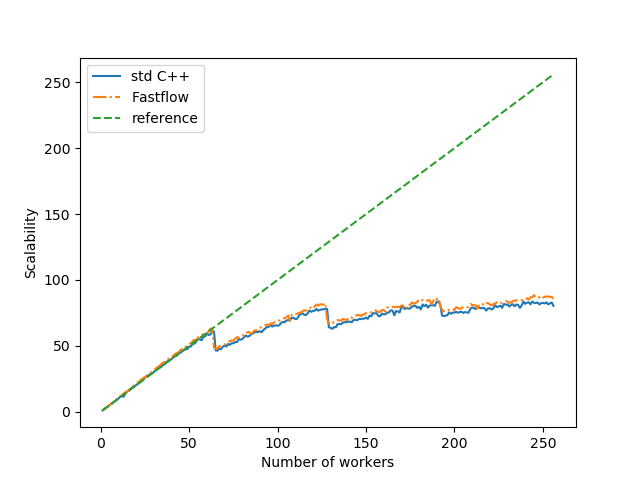 std C++
Fastflow
reference
Scalability
250
200
150
100
50
0
0 50 100 150 200 250
Number of workers